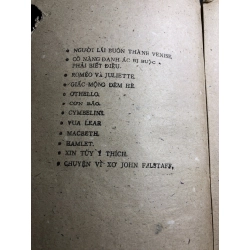 • NGƯỜI LÁI BUÔN THÀNH VENISE.
• CÔ NÀNG ĐANH ÁC BỊ BUỘC
PHẢI BIẾT ĐIỀU.
• ROMÉO VÀ JULIETTE.
• GIẤC MỘNG ĐÊM HÈ.
• OTHELLO.
• CƠN BÃO.
• CYMBELINE.
• VUA LEAR
• MACBETH.
• HAMLET.
• XIN TÙY Ý THÍCH.
• CHUYỆN VỀ XƠ JOHN FALSTAFF.